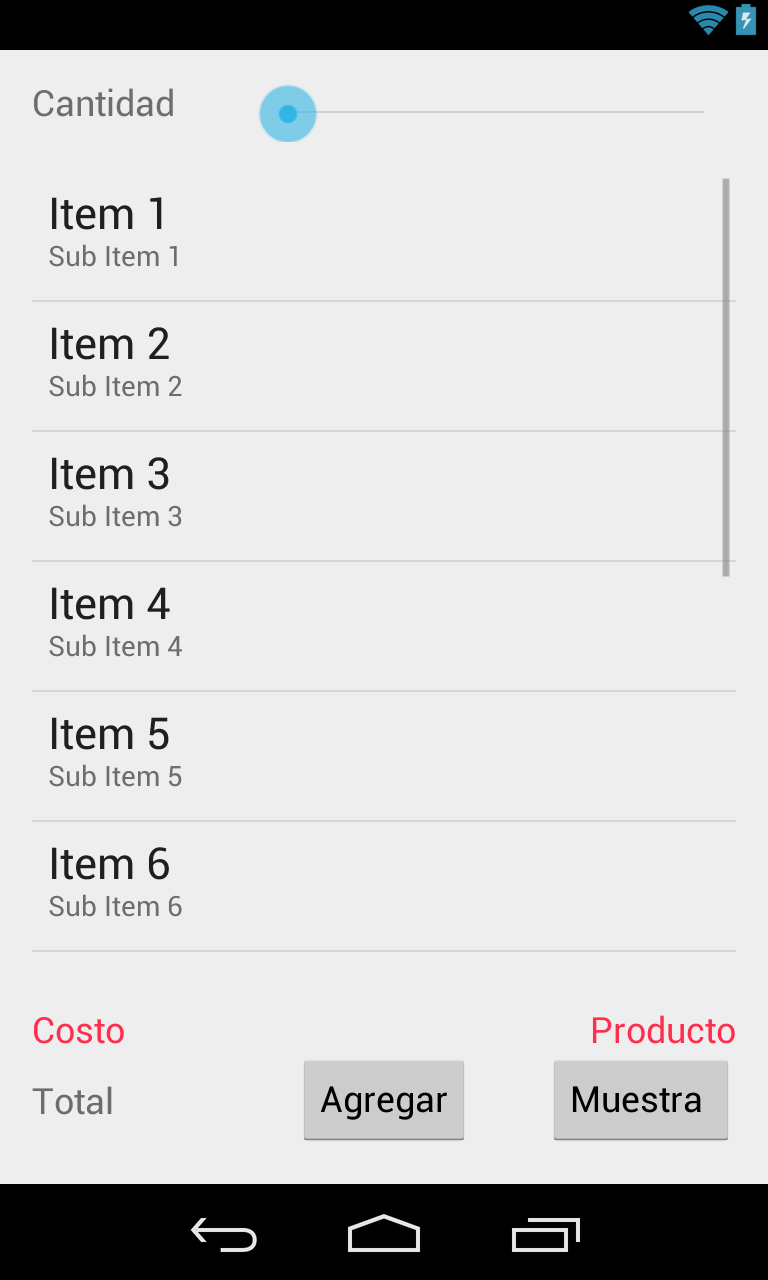 Cantidad
Item 1
Sub Item 1
Item 2
Sub Item 2
Item 3
Sub Item 3
Item 4
Sub Item 4
Item 5
Sub Item 5
Item 6
Sub Item 6
Costo Producto
Total Agregar Muestra